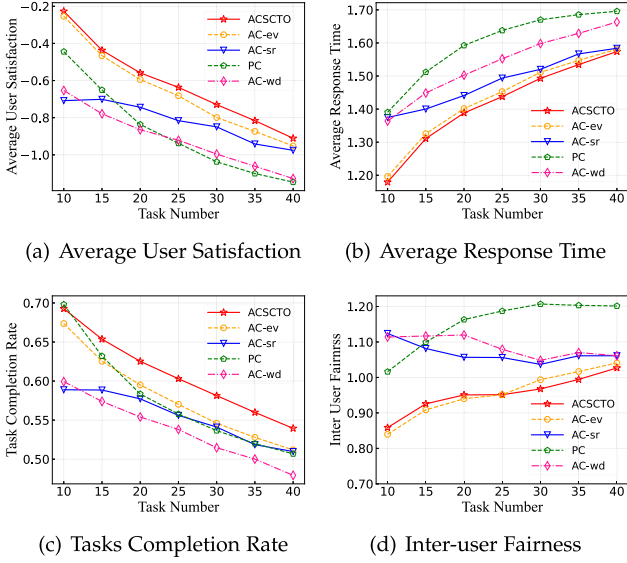 −0.2
−0.4
−0.6
−0.8
−1.0
Average User Satisfaction
ACSCTO
AC-ev
AC-sr
PC
AC-wd
10 15 20 25 30 35 40
Task Number
(a) Average User Satisfaction
1.70
1.60
1.50
1.40
1.30
1.20
Average Response Time
ACSCTO
AC-ev
AC-sr
PC
AC-wd
10 15 20 25 30 35 40
Task Number
(b) Average Response Time
0.70
0.65
0.60
0.55
0.50
Task Completion Rate
ACSCTO
AC-ev
AC-sr
PC
AC-wd
10 15 20 25 30 35 40
Task Number
(c) Tasks Completion Rate
1.20
1.10
1.00
0.90
0.80
0.70
Inter User Fairmrss
ACSCTO
AC-ev
AC-sr
PC
AC-wd
10 15 20 25 30 35 40
Task Number
(d) Inter-user Fairness